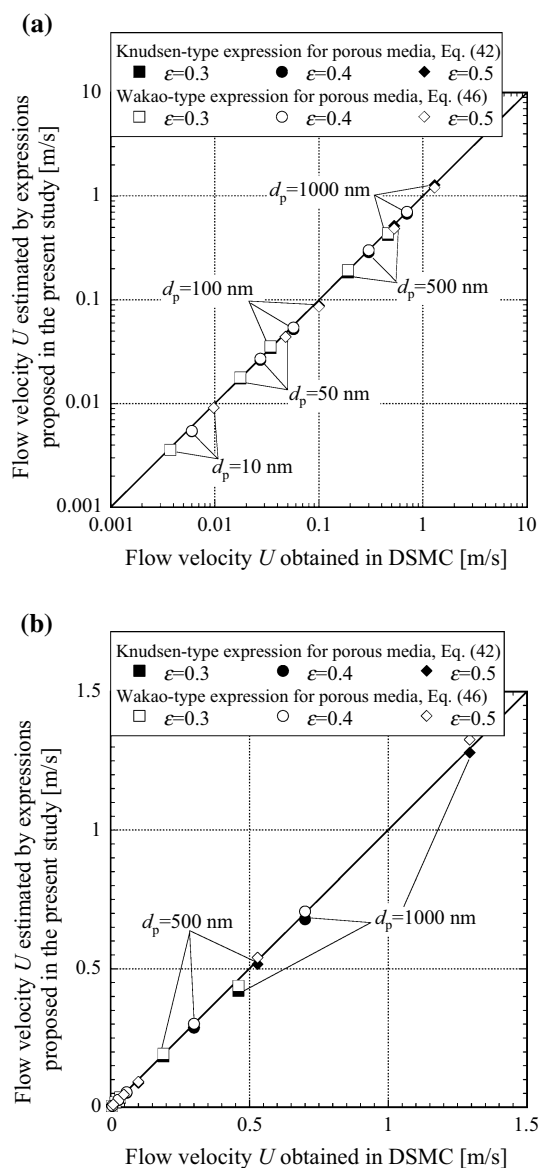 (a)
Knudsen-type expression for porous media, Eq. (42)
ε=0.3 ε=0.4 ε=0.5
Wakao-type expression for porous media, Eq. (46)
ε=0.3 ε=0.4 ε=0.5
10
1
0.1
0.01
0.001
dp=1000 nm
dp=100 nm
dp=500 nm
dp=50 nm
dp=10 nm
Flow velocity U estimated by expressions
proposed in the present study [m/s]
0.001 0.01 0.1 1 10
Flow velocity U obtained in DSMC [m/s]
(b)
Knudsen-type expression for porous media, Eq. (42)
ε=0.3 ε=0.4 ε=0.5
Wakao-type expression for porous media, Eq. (46)
ε=0.3 ε=0.4 ε=0.5
1.5
1
0.5
0
dp=500 nm
dp=1000 nm
Flow velocity U estimated by expressions
proposed in the present study [m/s]
0 0.5 1 1.5
Flow velocity U obtained in DSMC [m/s]